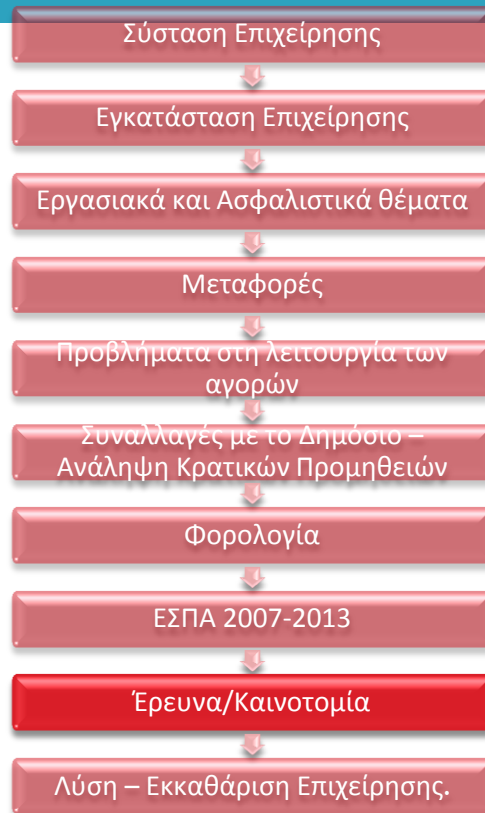 Σύσταση Επιχείρησης
Εγκατάσταση Επιχείρησης
Εργασιακά και Ασφαλιστικά θέματα
Μεταφορές
Προβλήματα στη λειτουργία των
αγορών
Συναλλαγές με το Δημόσιο –
Ανάληψη Κρατικών Προμηθειών
Φορολογία
ΕΣΠΑ 2007-2013
Έρευνα/Καινοτομία
Λύση – Εκκαθάριση Επιχείρησης.